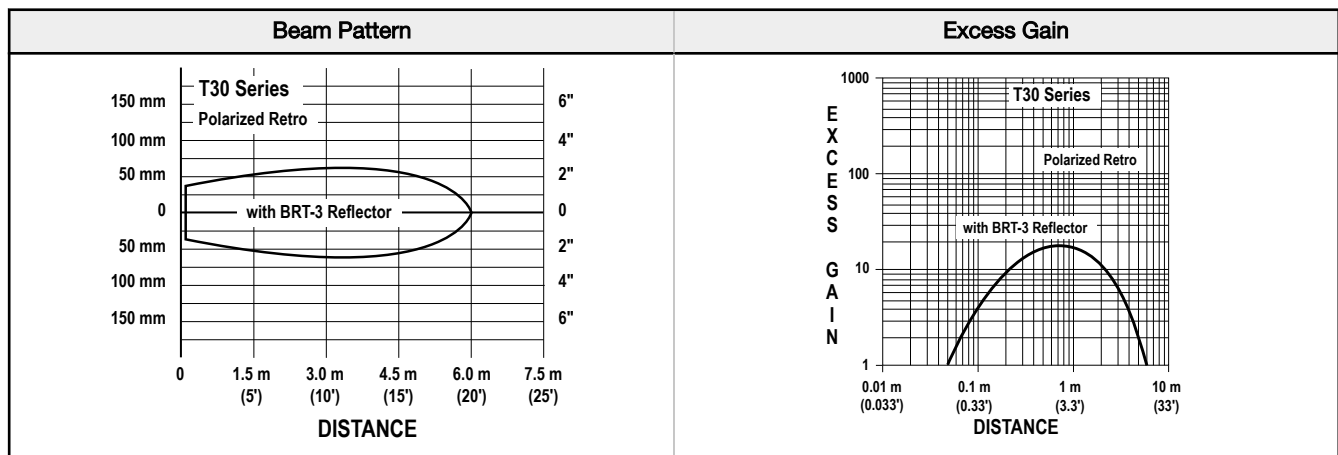 Beam Pattern
Excess Gain
T30 Series
Polarized Retro
150 mm
100 mm
50 mm
0
50 mm
100 mm
150 mm
with BRT-3 Reflector
6"
4"
2"
0
2"
4"
6"
0
1.5 m
(5')
3.0 m
(10')
4.5 m
(15')
6.0 m
(20')
7.5 m
(25')
DISTANCE
EXCESS GAIN
1000
100
10
1
T30 Series
Polarized Retro
with BRT-3 Reflector
0.01 m
(0.033')
0.1 m
(0.33')
1 m
(3.3')
10 m
(33')
DISTANCE